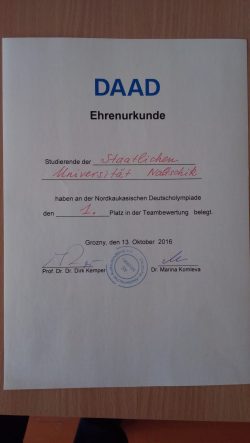 DAAD
Ehrenurkunde
Studierende der Staatlichen
Universität Naltschik
haben an der Nordkaukasischen Deutscholympiade
den 1. Platz in der Teambewertung belegt.
Grozny, den 13. Oktober 2016
Prof. Dr. Dr. Dirk Kemper Dr. Marina Kornieva